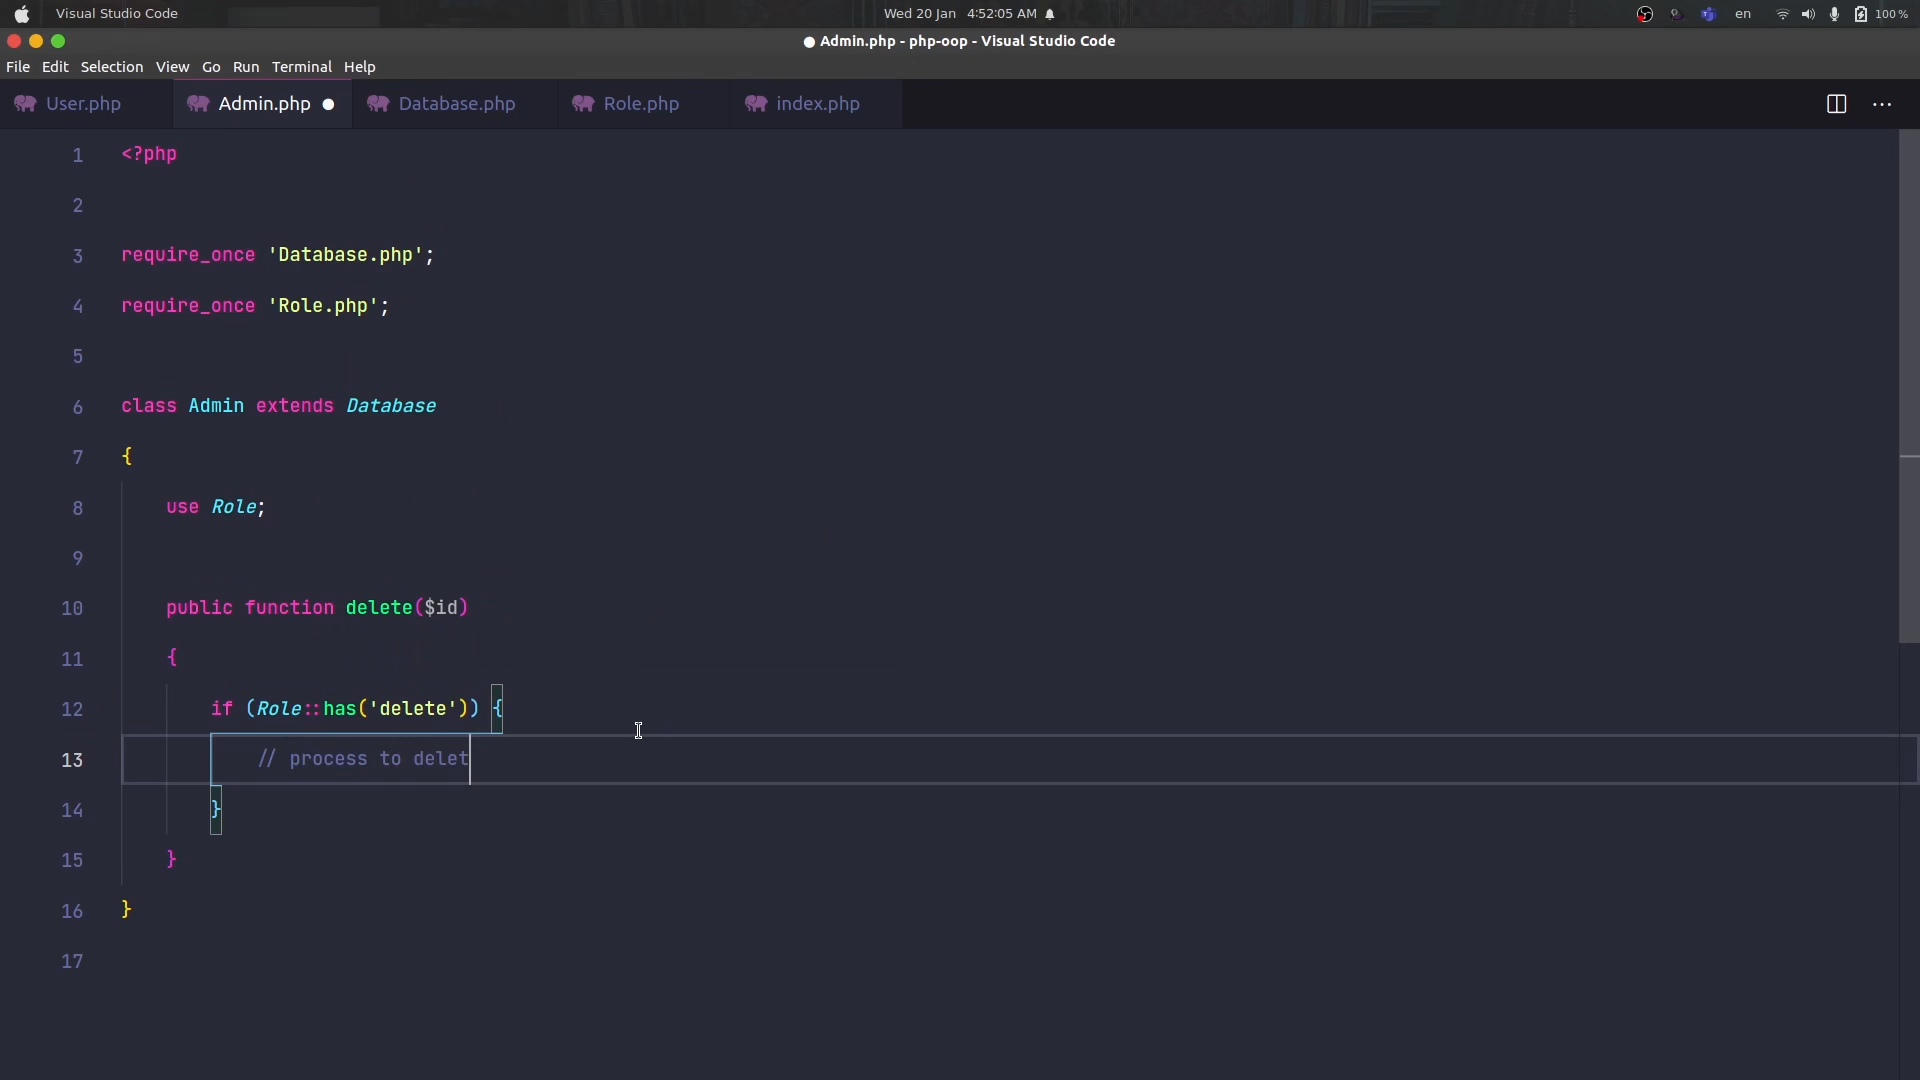 Visual Studio Code
Wed 20 Jan 4:52:05 AM
en
100 %
● Admin.php - php-oop - Visual Studio Code
File Edit Selection View Go Run Terminal Help
User.php Admin.php ● Database.php Role.php index.php ...
1 <?php
2
3 require_once 'Database.php';
4 require_once 'Role.php';
5
6 class Admin extends Database
7 {
8 use Role;
9
10 public function delete($id)
11 {
12 if (Role::has('delete')) {
13 // process to delet
14 }
15 }
16 }
17